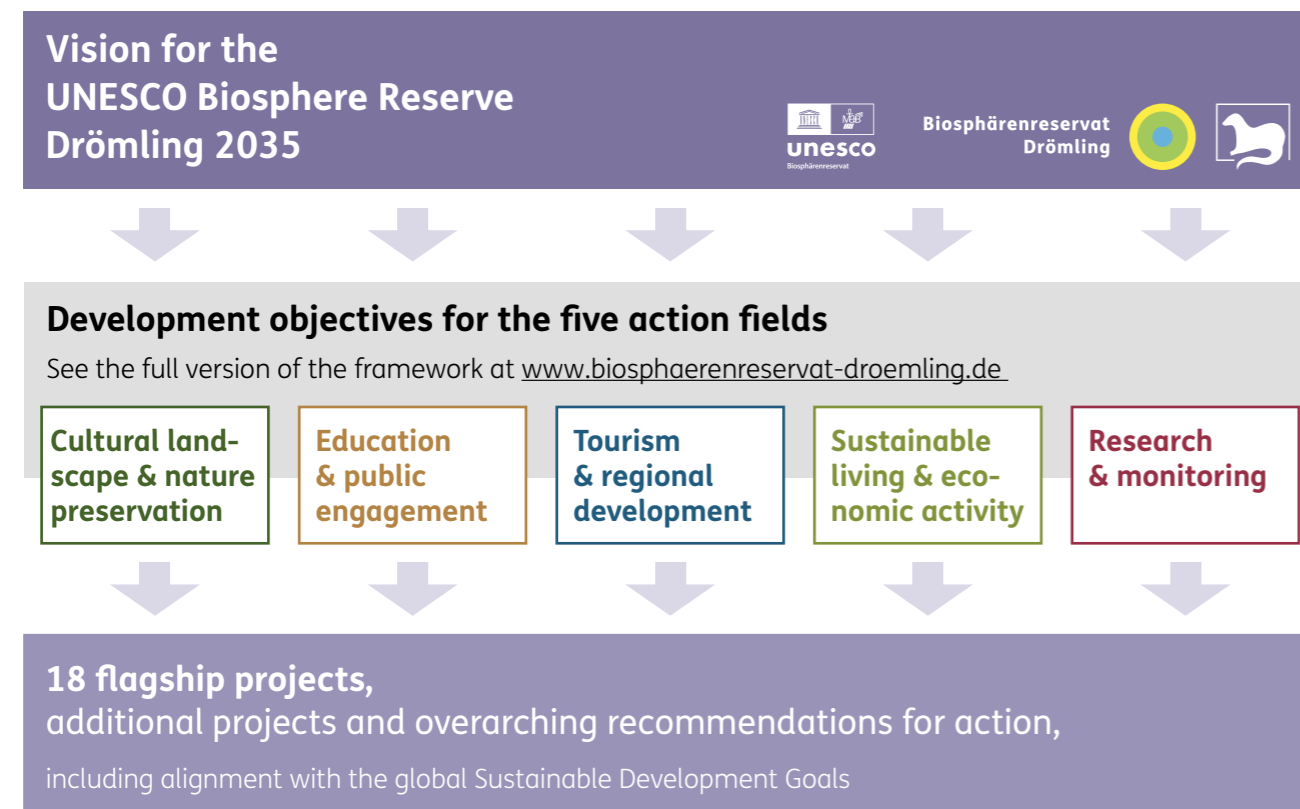 Vision for the
UNESCO Biosphere Reserve
Drömling 2035
unesco
Biosphärenreservat
Biosphärenreservat
Drömling
Development objectives for the five action fields
See the full version of the framework at www.biosphaerenreservat-droemling.de
Cultural land-
scape & nature
preservation
Education
& public
engagement
Tourism
& regional
development
Sustainable
living & eco-
nomic activity
Research
& monitoring
18 flagship projects,
additional projects and overarching recommendations for action,
including alignment with the global Sustainable Development Goals